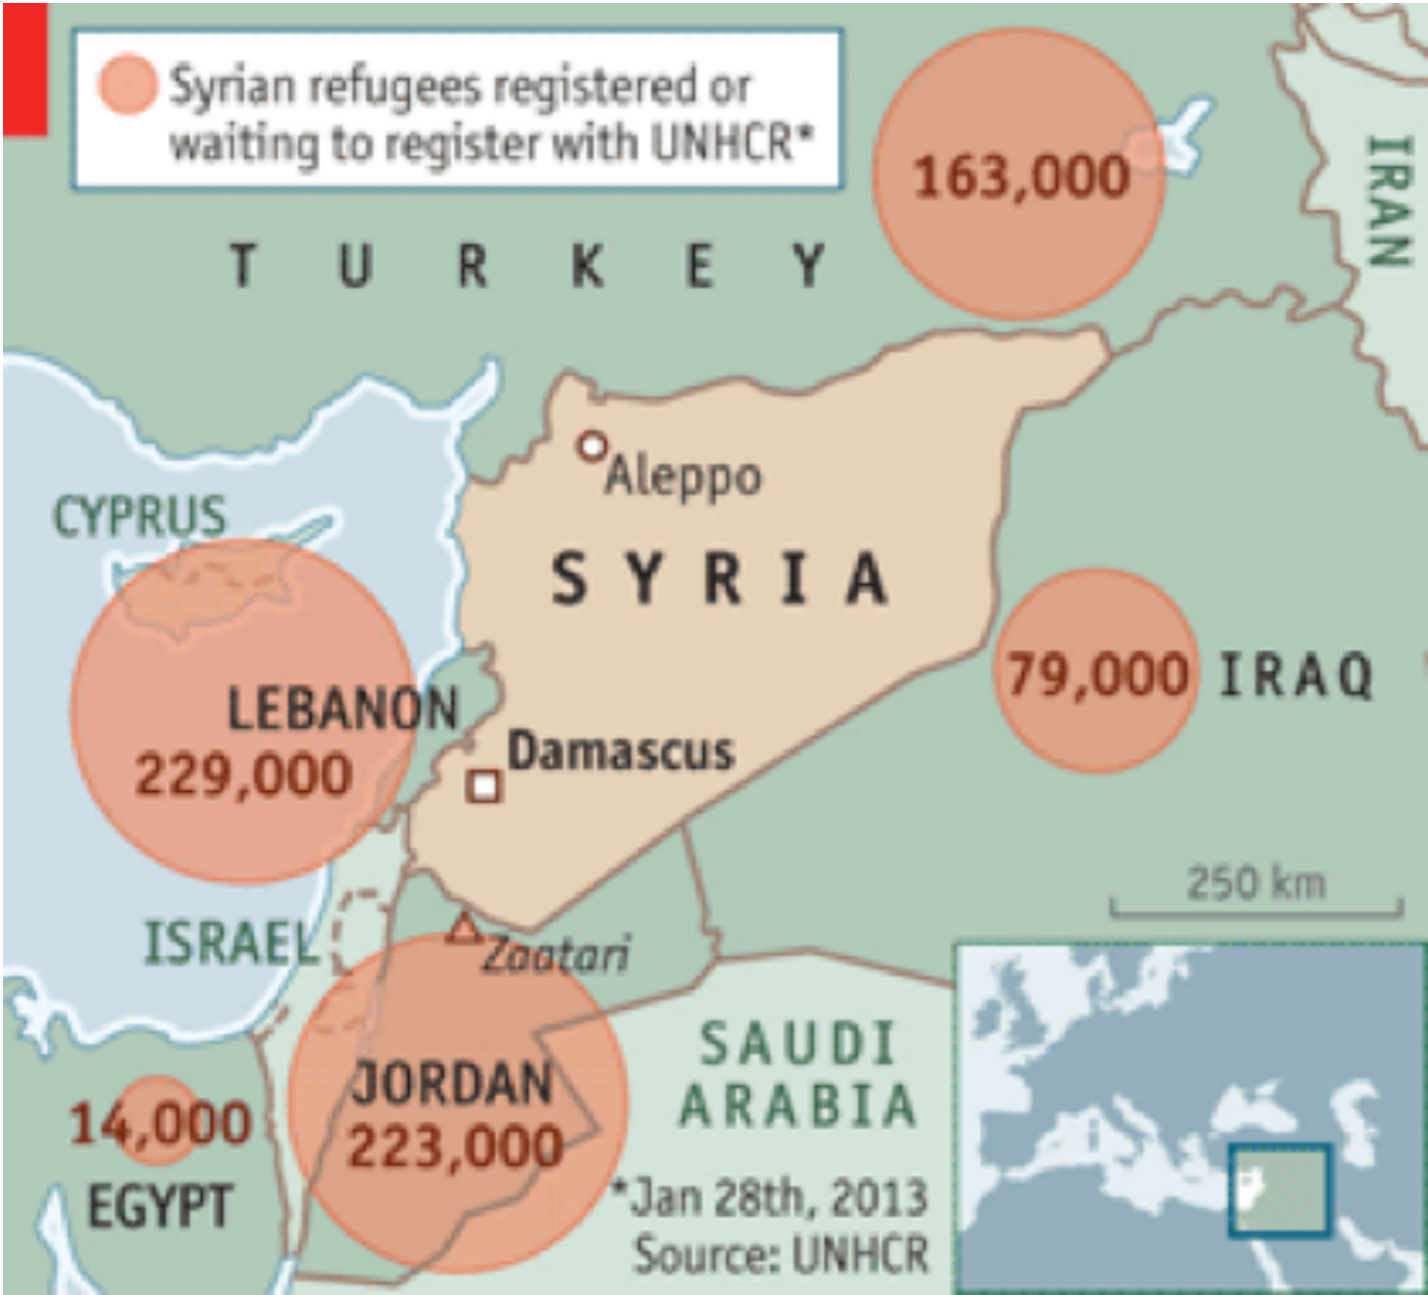 Syrian refugees registered or
waiting to register with UNHCR*
163,000
IRAN
TURKEY
Aleppo
CYPRUS
SYRIA
79,000 IRAQ
LEBANON
229,000
Damascus
250 km
ISRAEL
Zaatari
SAUDI
ARABIA
JORDAN
223,000
14,000
EGYPT
*Jan 28th, 2013
Source: UNHCR